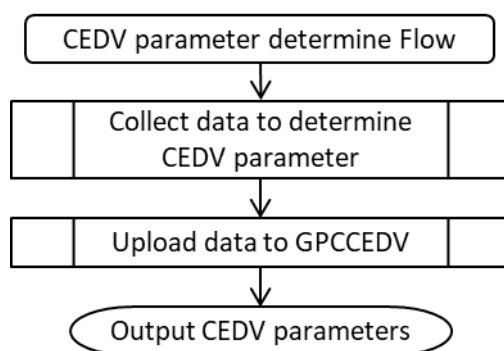 CEDV parameter determine Flow
Collect data to determine
CEDV parameter
Upload data to GPCCEDV
Output CEDV parameters